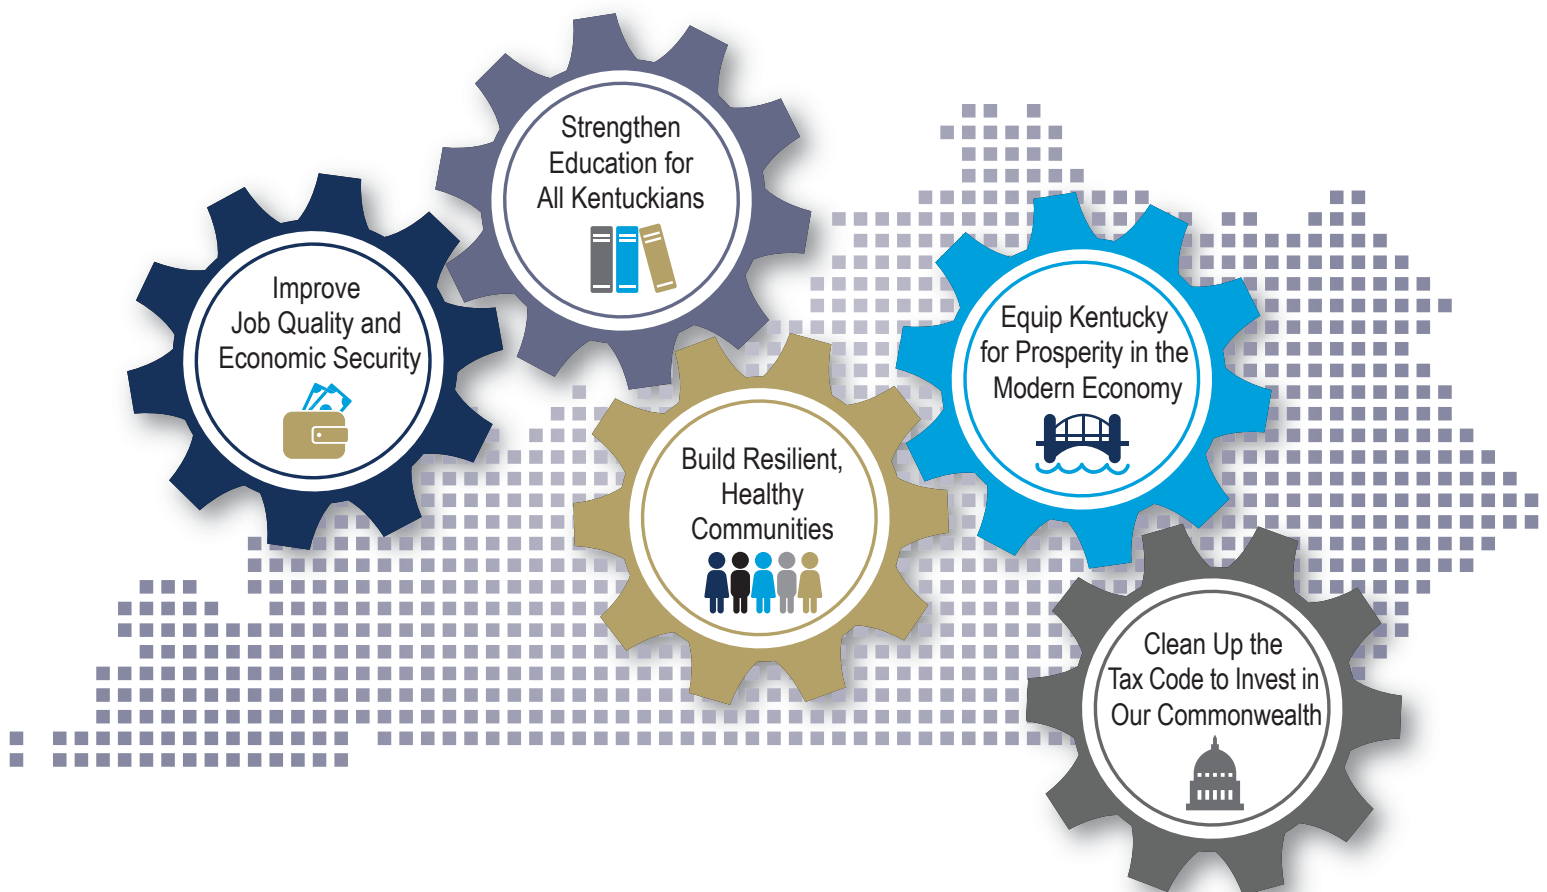 Strengthen
Education for
All Kentuckians
Improve
Job Quality and
Economic Security
Equip Kentucky
for Prosperity in the
Modern Economy
Build Resilient,
Healthy
Communities
Clean Up the
Tax Code to Invest in
Our Commonwealth